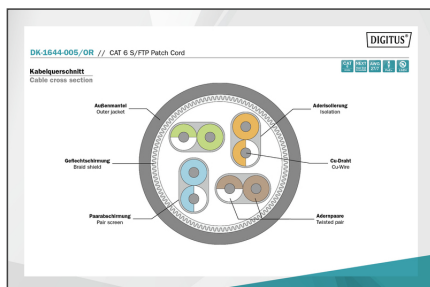 DIGITUS®
DK-1644-005/OR // CAT 6 S/FTP Patch Cord
Kabelquerschnitt
Cable cross section
Außenmantel
Outer jacket
Aderisolierung
Isolation
Geflechtschirmung
Braid shield
Cu-Draht
Cu-Wire
Paarabschirmung
Pair screen
Adernpaare
Twisted pair